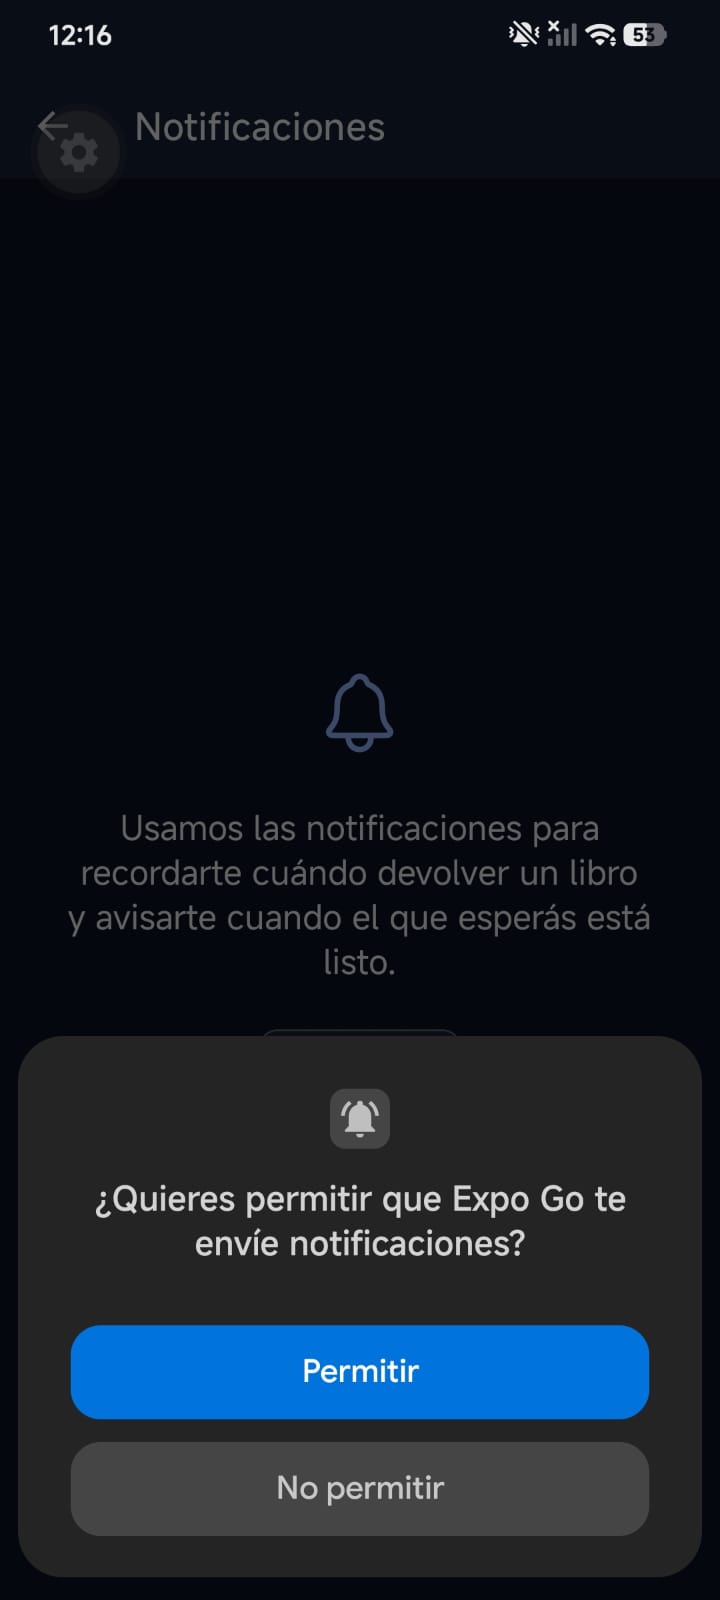 12:16
53
Notificaciones
Usamos las notificaciones para
recordarte cuándo devolver un libro
y avisarte cuando el que esperás está
listo.
¿Quieres permitir que Expo Go te
envíe notificaciones?
Permitir
No permitir